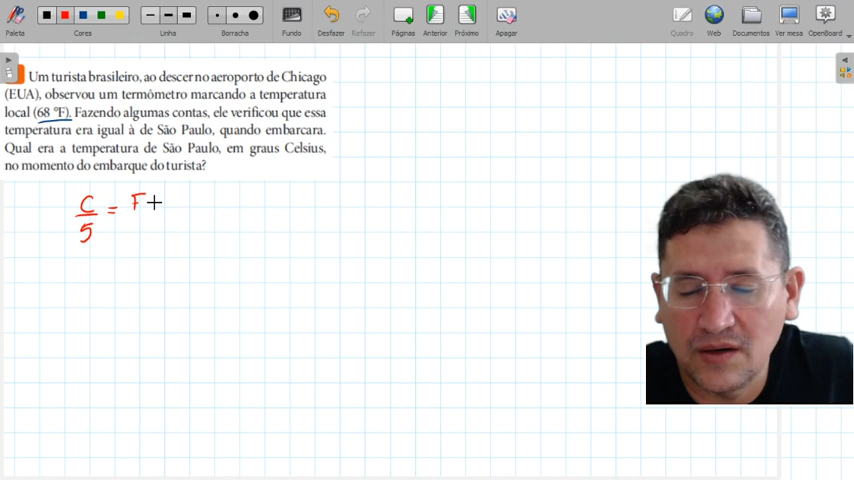 Paleta Cores Linha Borracha Fundo Desfazer Refazer Páginas Anterior Próximo Apagar Quadro Web Documentos Ver mesa OpenBoard
Um turista brasileiro, ao descer no aeroporto de Chicago
(EUA), observou um termômetro marcando a temperatura
local (68 °F). Fazendo algumas contas, ele verificou que essa
temperatura era igual à de São Paulo, quando embarcara.
Qual era a temperatura de São Paulo, em graus Celsius,
no momento do embarque do turista?
C/5 = F